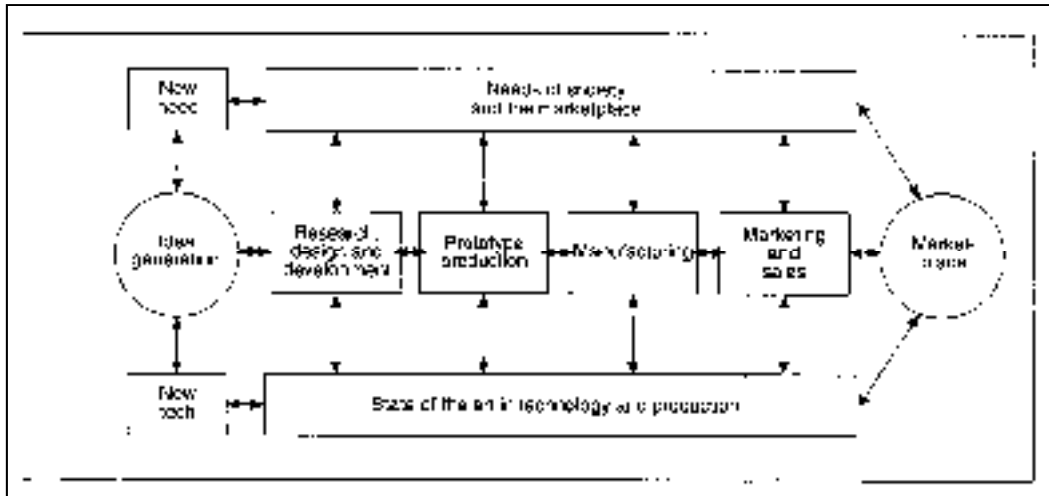 New
need
Needs of society
and the marketplace
Idea
generation
Research
design and
development
Prototype
production
Manufacturing
Marketing
and
sales
Market-
place
New
tech
State of the art in technology and production